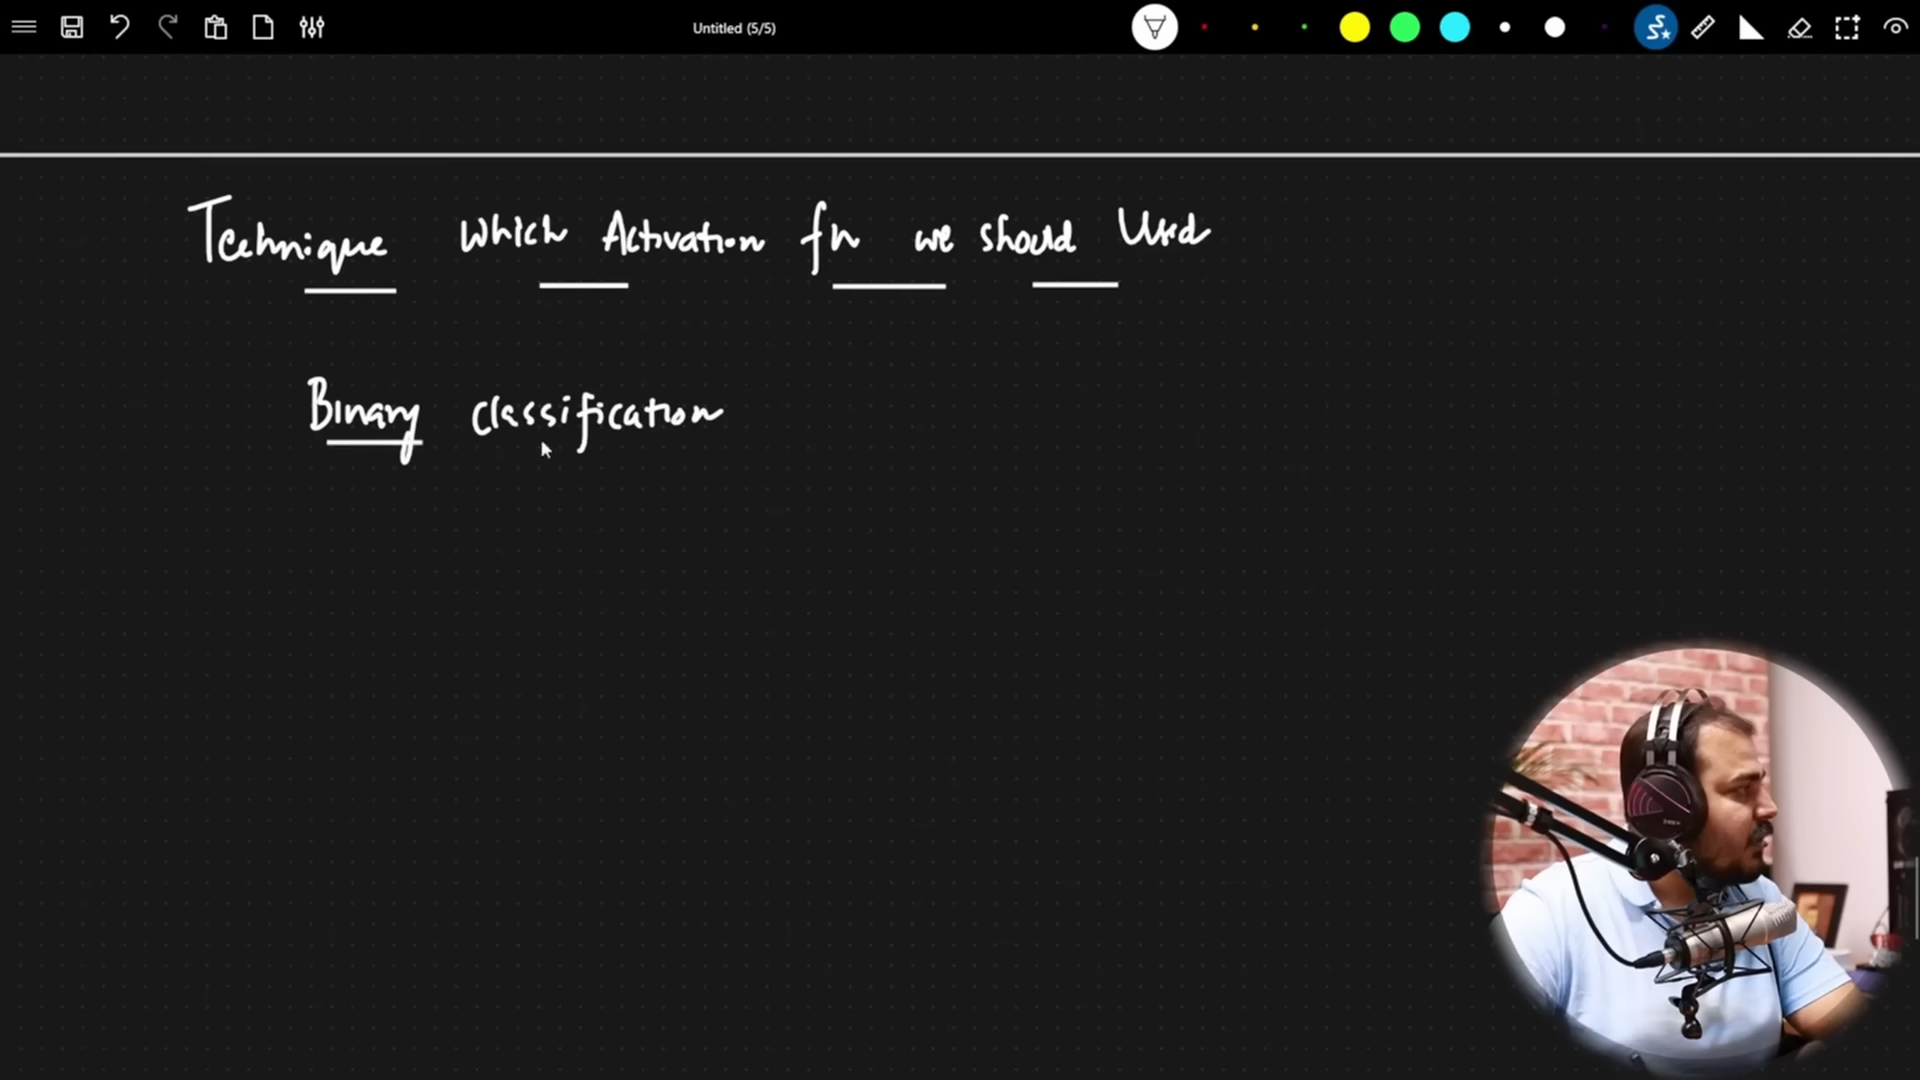 Untitled (5/5)
Technique Which Activation fn we should Used
Binary classification